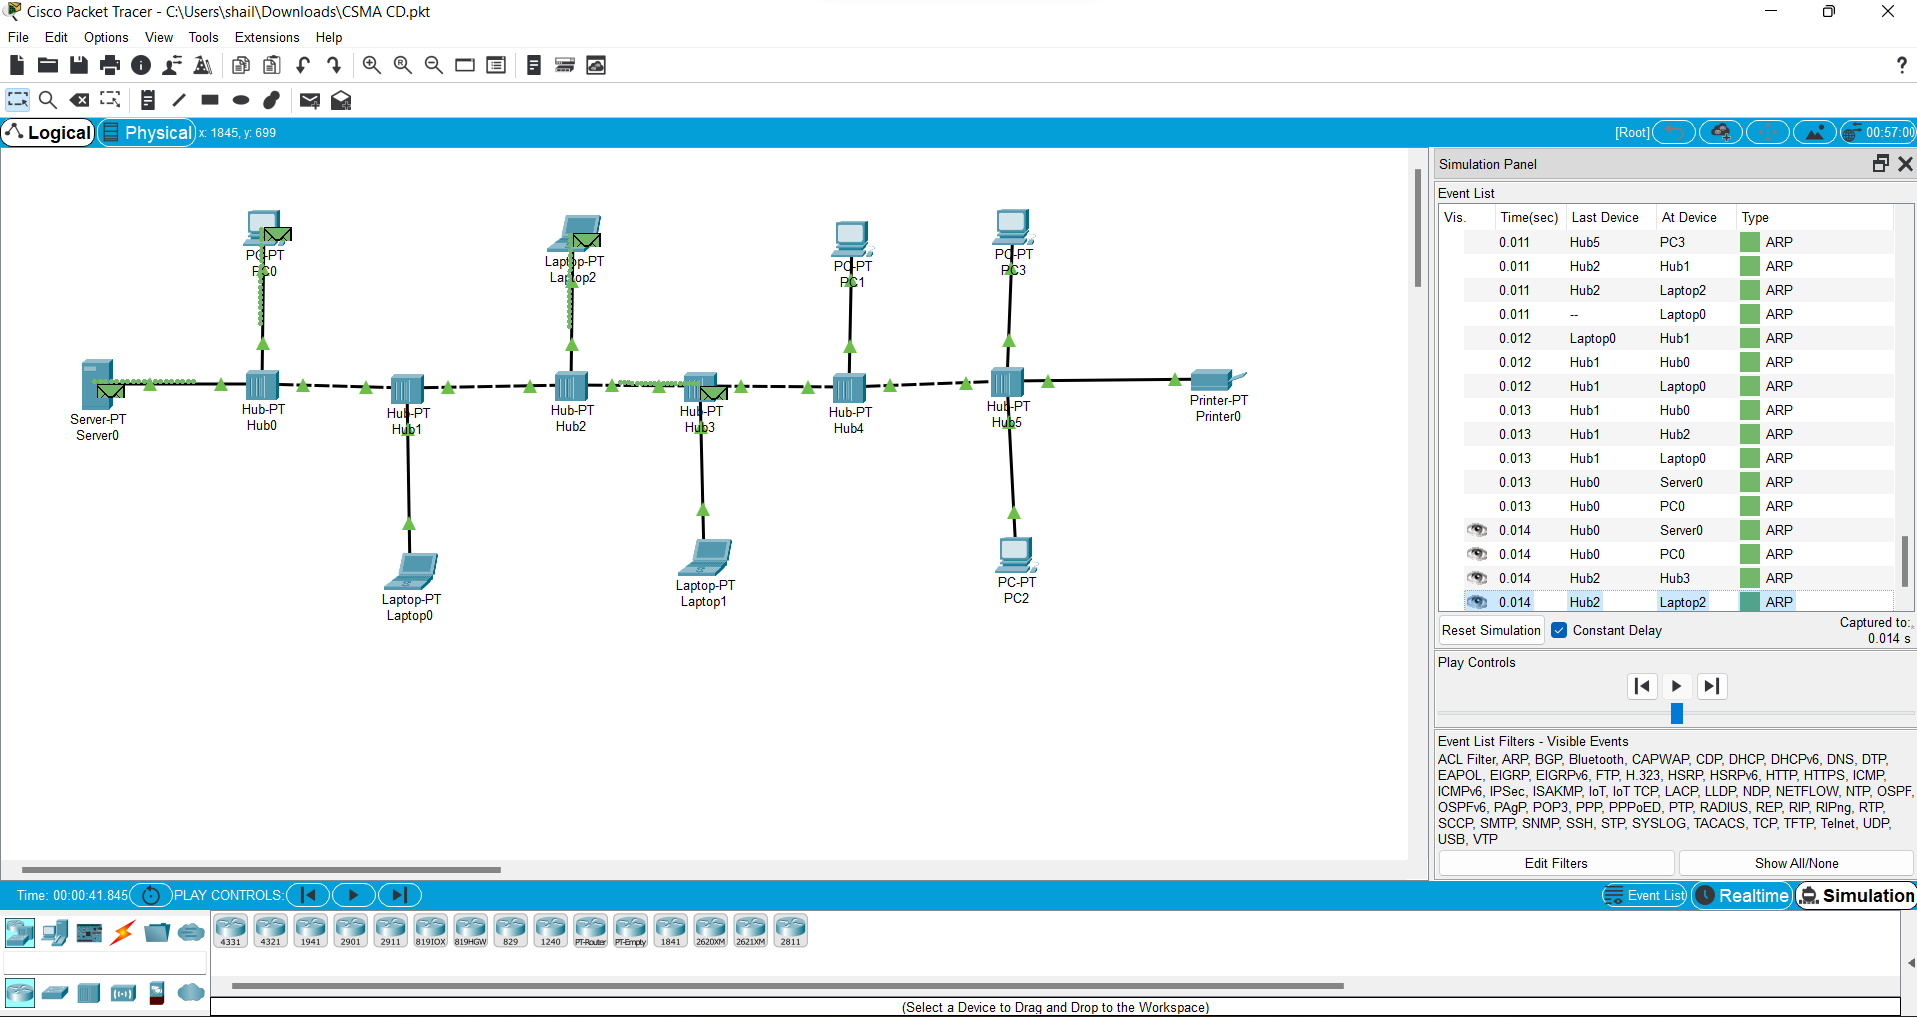 Cisco Packet Tracer - C:\Users\shail\Downloads\CSMA CD.pkt
File Edit Options View Tools Extensions Help
?
Logical Physical x: 1845, y: 699 [Root] 00:57:00
Simulation Panel
Event List
Vis. Time(sec) Last Device At Device Type
0.011 Hub5 PC3 ARP
0.011 Hub2 Hub1 ARP
0.011 Hub2 Laptop2 ARP
0.011 -- Laptop0 ARP
0.012 Laptop0 Hub1 ARP
0.012 Hub1 Hub0 ARP
0.012 Hub1 Laptop0 ARP
0.013 Hub1 Hub0 ARP
0.013 Hub1 Hub2 ARP
0.013 Hub1 Laptop0 ARP
0.013 Hub0 Server0 ARP
0.013 Hub0 PC0 ARP
0.014 Hub0 Server0 ARP
0.014 Hub0 PC0 ARP
0.014 Hub2 Hub3 ARP
0.014 Hub2 Laptop2 ARP
Reset Simulation Constant Delay Captured to:
0.014 s
Play Controls
Event List Filters - Visible Events
ACL Filter, ARP, BGP, Bluetooth, CAPWAP, CDP, DHCP, DHCPv6, DNS, DTP,
EAPOL, EIGRP, EIGRPv6, FTP, H.323, HSRP, HSRPv6, HTTP, HTTPS, ICMP,
ICMPv6, IPSec, ISAKMP, IoT, IoT TCP, LACP, LLDP, NDP, NETFLOW, NTP, OSPF,
OSPFv6, PAgP, POP3, PPP, PPPoED, PTP, RADIUS, REP, RIP, RIPng, RTP,
SCCP, SMTP, SNMP, SSH, STP, SYSLOG, TACACS, TCP, TFTP, Telnet, UDP,
USB, VTP
Edit Filters Show All/None
PC-PT
PC0
Laptop-PT
Laptop2
PC-PT
PC1
PC-PT
PC3
Server-PT
Server0
Hub-PT
Hub0
Hub-PT
Hub1
Hub-PT
Hub2
Hub-PT
Hub3
Hub-PT
Hub4
Hub-PT
Hub5
Printer-PT
Printer0
Laptop-PT
Laptop0
Laptop-PT
Laptop1
PC-PT
PC2
Time: 00:00:41.845 PLAY CONTROLS: Event List Realtime Simulation
4331 4321 1941 2901 2911 819IOX 819HGW 829 1240 PT-Router PT-Empty 1841 2620XM 2621XM 2811
(Select a Device to Drag and Drop to the Workspace)